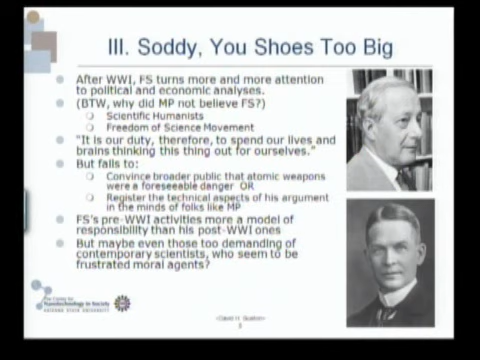 III. Soddy, You Shoes Too Big
After WWI, FS turns more and more attention
to political and economic analyses.
(BTW, why did MP not believe FS?)
Scientific Humanists
Freedom of Science Movement
"It is our duty, therefore, to spend our lives and
brains thinking this thing out for ourselves."
But fails to:
Convince broader public that atomic weapons
were a foreseeable danger OR
Register the technical aspects of his argument
in the minds of folks like MP
FS's pre-WWI activities more a model of
responsibility than his post-WWI ones
But maybe even those too demanding of
contemporary scientists, who seem to be
frustrated moral agents?
The Center for
Nanotechnology in Society
ARIZONA STATE UNIVERSITY